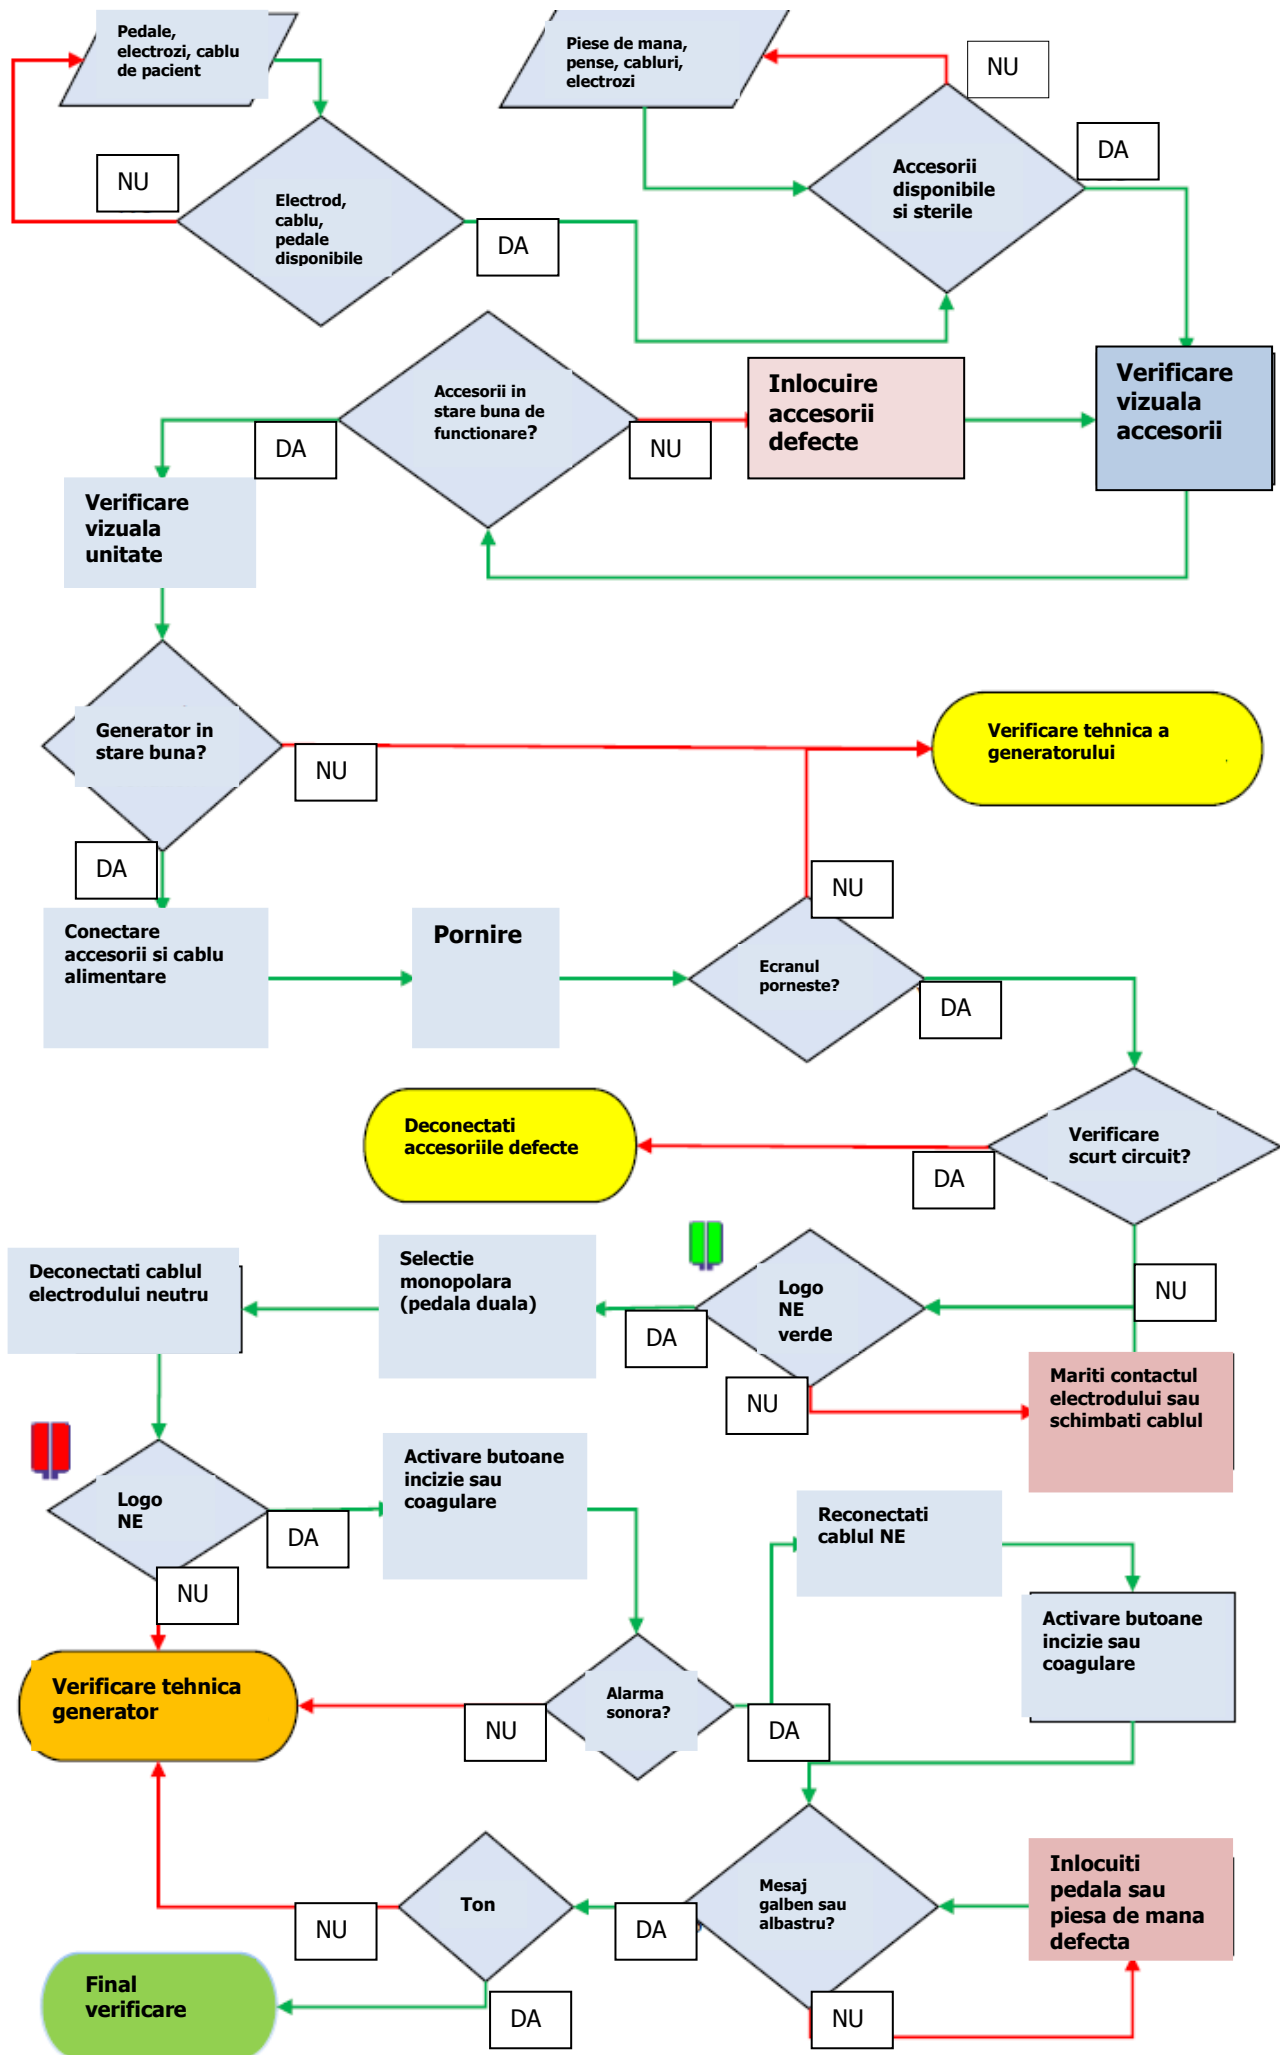 Pedale,
electrozi, cablu
de pacient
Piese de mana,
pense, cabluri,
electrozi
NU
DA
Accesorii
disponibile
si sterile
NU
Electrod,
cablu,
pedale
disponibile
DA
Accesorii in
stare buna de
functionare?
Inlocuire
accesorii
defecte
Verificare
vizuala
accesorii
DA
NU
Verificare
vizuala
unitate
Generator in
stare buna?
NU
Verificare tehnica a
generatorului
DA
NU
Conectare
accesorii si cablu
alimentare
Pornire
Ecranul
porneste?
DA
Deconectati
accesoriile defecte
Verificare
scurt circuit?
DA
NU
Deconectati cablul
electrodului neutru
Selectie
monopolara
(pedala duala)
Logo
NE
verde
DA
NU
Mariti contactul
electrodului sau
schimbati cablul
Logo
NE
DA
NU
Activare butoane
incizie sau
coagulare
Reconectati
cablul NE
Activare butoane
incizie sau
coagulare
Verificare tehnica
generator
NU
Alarma
sonora?
DA
Mesaj
galben sau
albastru?
Inlocuiti
pedala sau
piesa de mana
defecta
Ton
NU
DA
Final
verificare
DA
NU